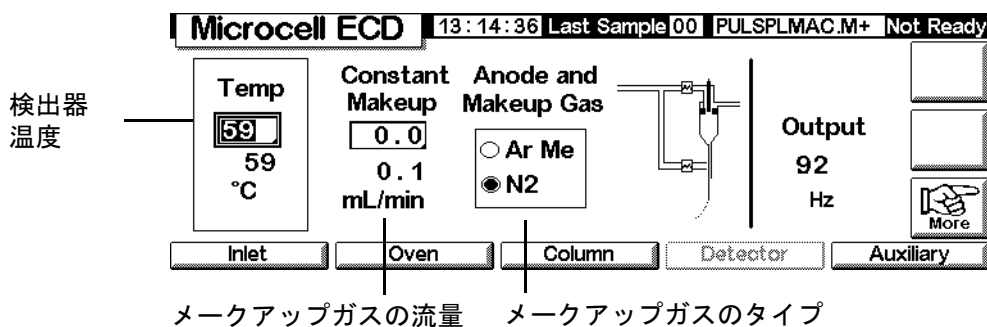 Microcell ECD 13:14:36 Last Sample 00 PULSPLMAC.M+ Not Ready
検出器
温度
Temp
59
59
°C
Constant
Makeup
0.0
0.1
mL/min
Anode and
Makeup Gas
Ar Me
N2
Output
92
Hz
More
Inlet Oven Column Detector Auxiliary
メークアップガスの流量 メークアップガスのタイプ